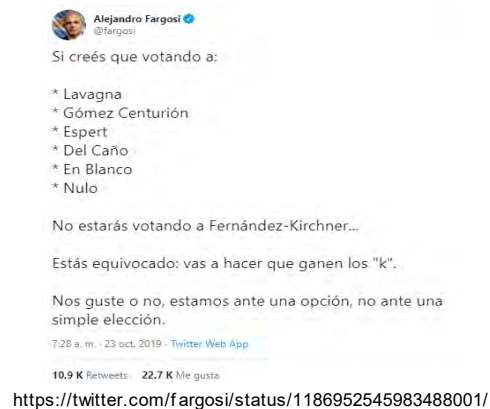 Alejandro Fargosi
@fargosi
Si creés que votando a:
* Lavagna
* Gómez Centurión
* Espert
* Del Caño
* En Blanco
* Nulo
No estarás votando a Fernández-Kirchner...
Estás equivocado: vas a hacer que ganen los "k".
Nos guste o no, estamos ante una opción, no ante una
simple elección.
7:28 a. m. · 23 oct. 2019 · Twitter Web App
10,9 K Retweets 22,7 K Me gusta
https://twitter.com/fargosi/status/1186952545983488001/